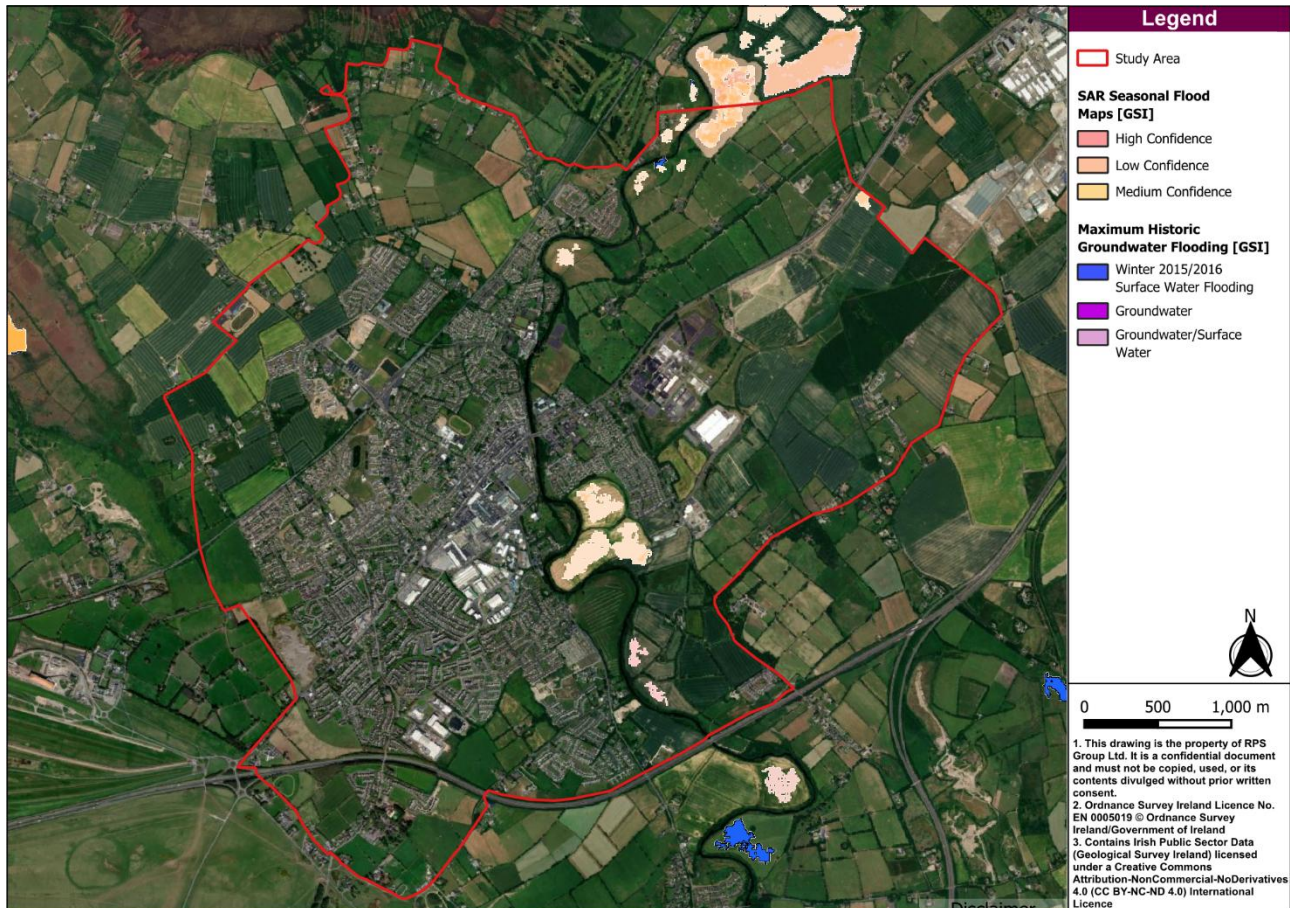 Legend
Study Area
SAR Seasonal Flood
Maps [GSI]
High Confidence
Low Confidence
Medium Confidence
Maximum Historic
Groundwater Flooding [GSI]
Winter 2015/2016
Surface Water Flooding
Groundwater
Groundwater/Surface
Water
N
0 500 1,000 m
1. This drawing is the property of RPS
Group Ltd. It is a confidential document
and must not be copied, used, or its
contents divulged without prior written
consent.
2. Ordnance Survey Ireland Licence No.
EN 0005019 © Ordnance Survey
Ireland/Government of Ireland
3. Contains Irish Public Sector Data
(Geological Survey Ireland) licensed
under a Creative Commons
Attribution-NonCommercial-NoDerivatives
4.0 (CC BY-NC-ND 4.0) International
Licence
Disclaimer